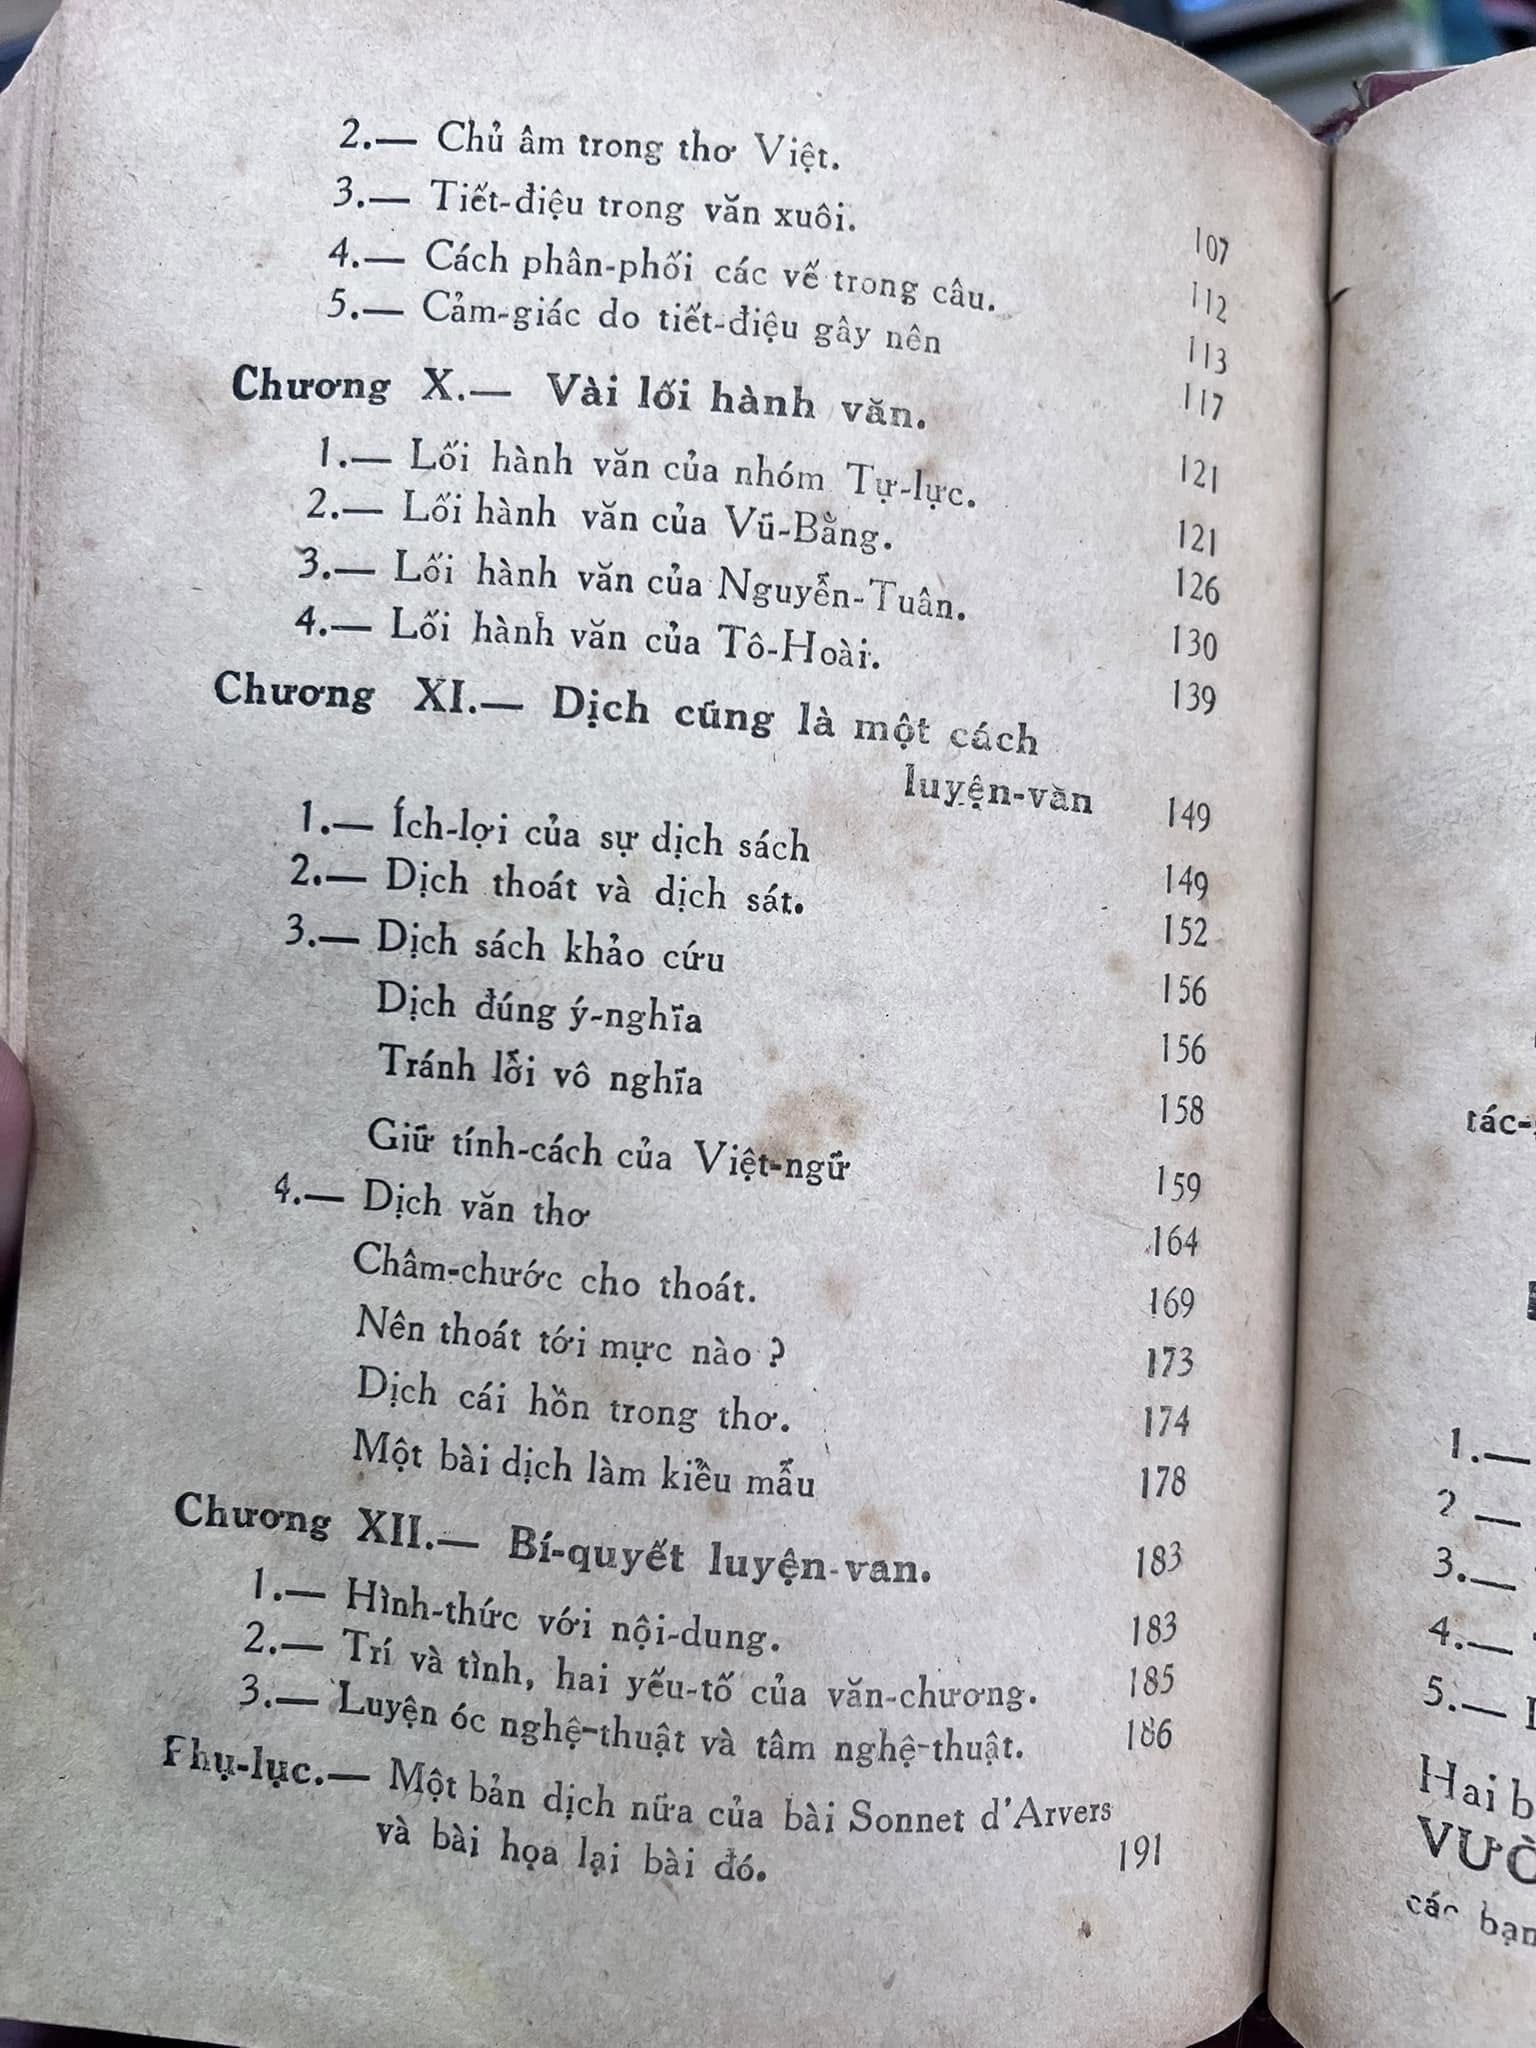 2.— Chủ âm trong thơ Việt. 107
3.— Tiết-điệu trong văn xuôi. 112
4.— Cách phân-phối các vế trong câu. 113
5.— Cảm-giác do tiết-điệu gây nên 117
Chương X.— Vài lối hành văn. 121
1.— Lối hành văn của nhóm Tự-lực. 121
2.— Lối hành văn của Vũ-Bằng. 126
3.— Lối hành văn của Nguyễn-Tuân. 130
4.— Lối hành văn của Tô-Hoài. 139
Chương XI.— Dịch cũng là một cách
luyện-văn 149
1.— Ích-lợi của sự dịch sách 149
2.— Dịch thoát và dịch sát. 152
3.— Dịch sách khảo cứu 156
Dịch đúng ý-nghĩa 156
Tránh lỗi vô nghĩa 158
Giữ tính-cách của Việt-ngữ 159
4.— Dịch văn thơ 164
Châm-chước cho thoát. 169
Nên thoát tới mực nào ? 173
Dịch cái hồn trong thơ. 174
Một bài dịch làm kiểu mẫu 178
Chương XII.— Bí-quyết luyện-van. 183
1.— Hình-thức với nội-dung. 183
2.— Trí và tình, hai yếu-tố của văn-chương. 185
3.— Luyện óc nghệ-thuật và tâm nghệ-thuật. 186
Phụ-lục.— Một bản dịch nữa của bài Sonnet d'Arvers
và bài họa lại bài đó. 191
tác-
1.—
2 —
3.—
4.—
5.—
Hai b
VƯỜ
các bạn